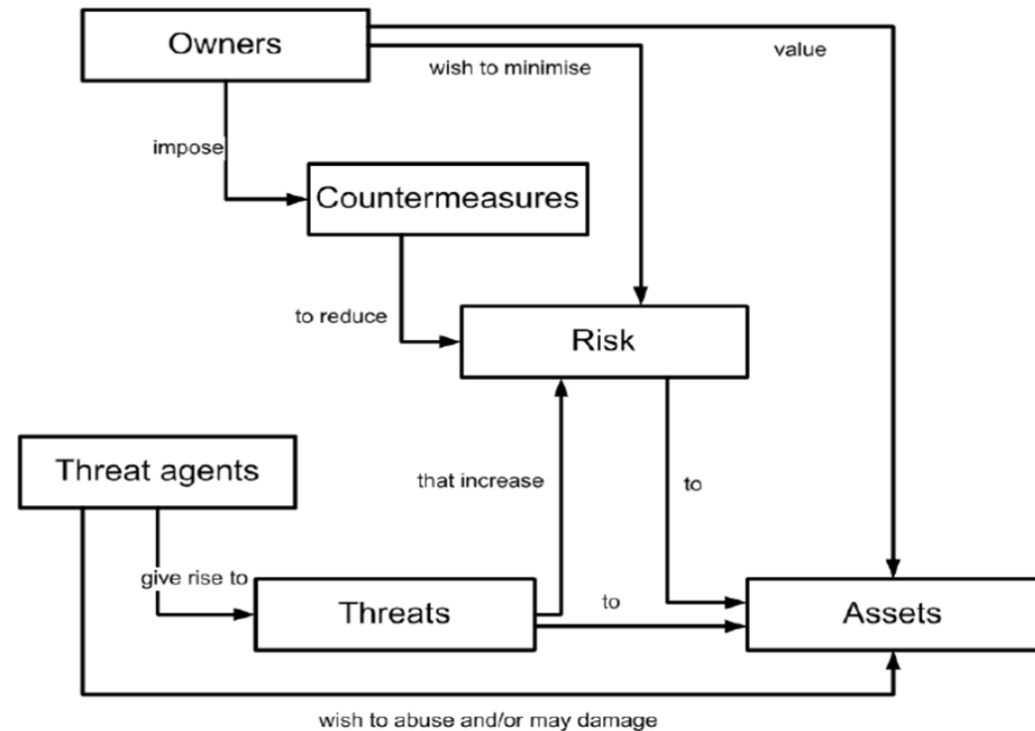 Owners
value
wish to minimise
impose
Countermeasures
to reduce
Risk
Threat agents
that increase
to
give rise to
to
Threats
Assets
wish to abuse and/or may damage